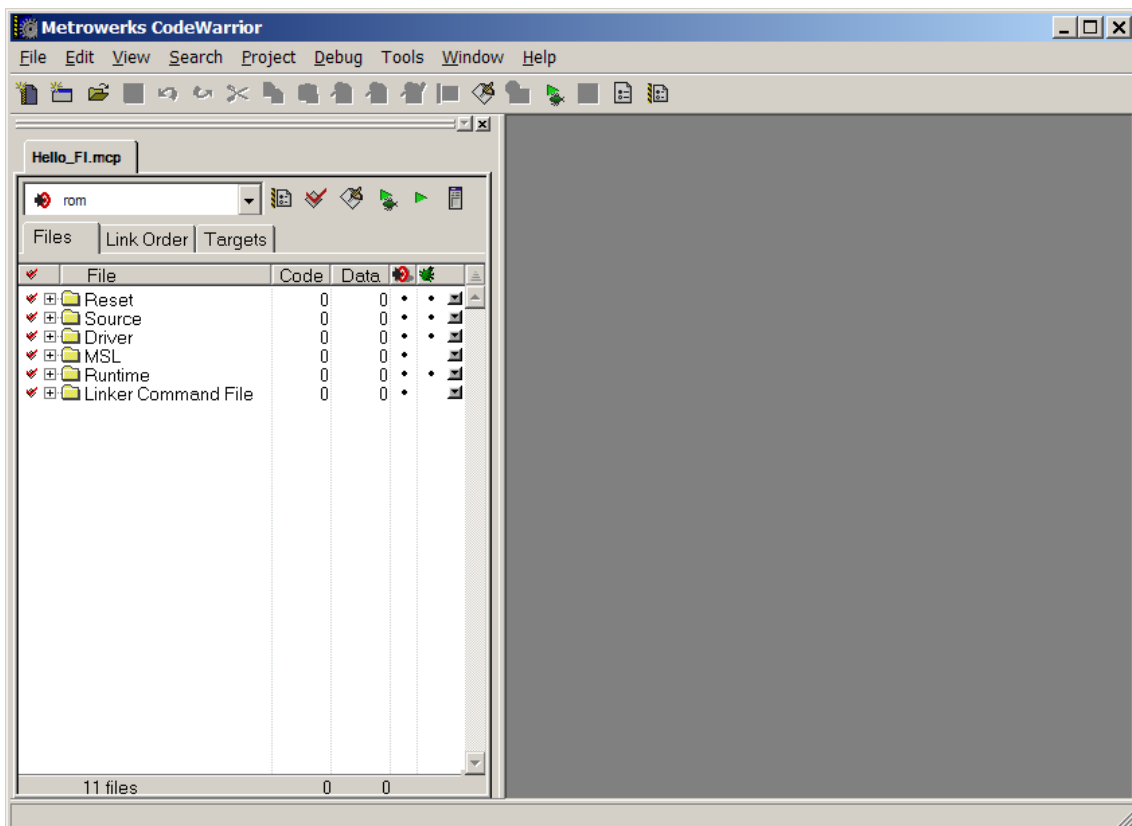 Metrowerks CodeWarrior
File Edit View Search Project Debug Tools Window Help
Hello_FI.mcp
rom
Files Link Order Targets
File Code Data
Reset 0 0
Source 0 0
Driver 0 0
MSL 0 0
Runtime 0 0
Linker Command File 0 0
11 files 0 0